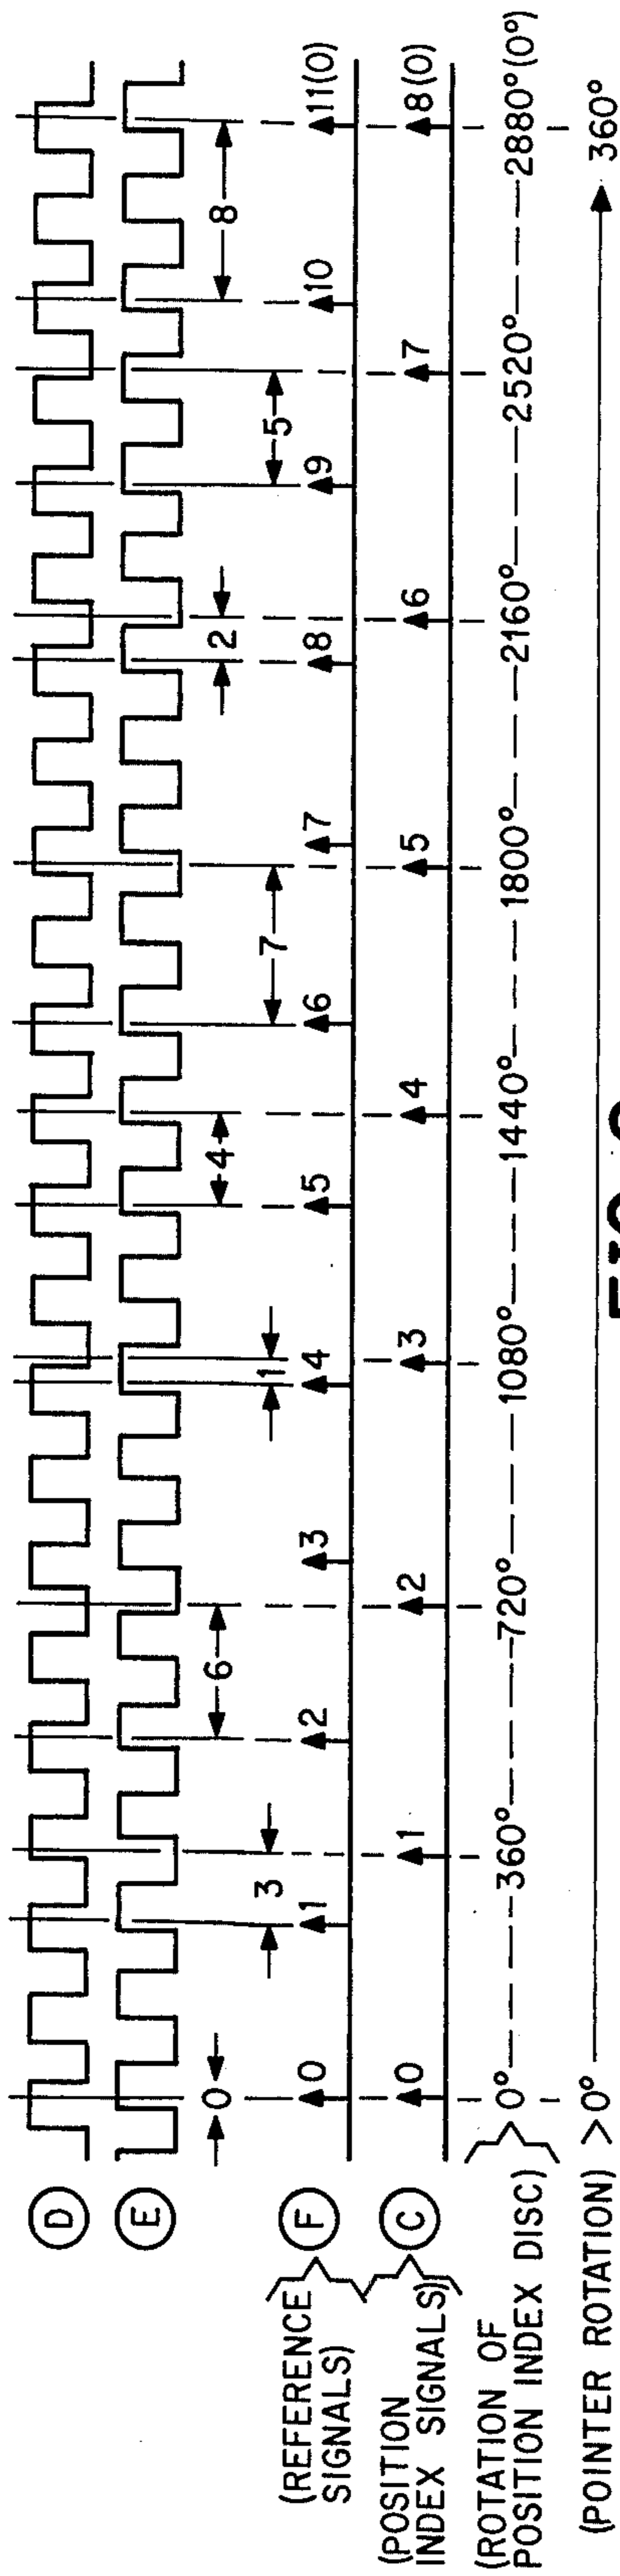 D
E
0 3 6 1 4 7 2 5 8
(REFERENCE SIGNALS) F 0 1 2 3 4 5 6 7 8 9 10 11(0)
(POSITION INDEX SIGNALS) C 0 1 2 3 4 5 6 7 8(0)
(ROTATION OF POSITION INDEX DISC) 0° 360° 720° 1080° 1440° 1800° 2160° 2520° 2880°(0°)
(POINTER ROTATION) >0° 360°